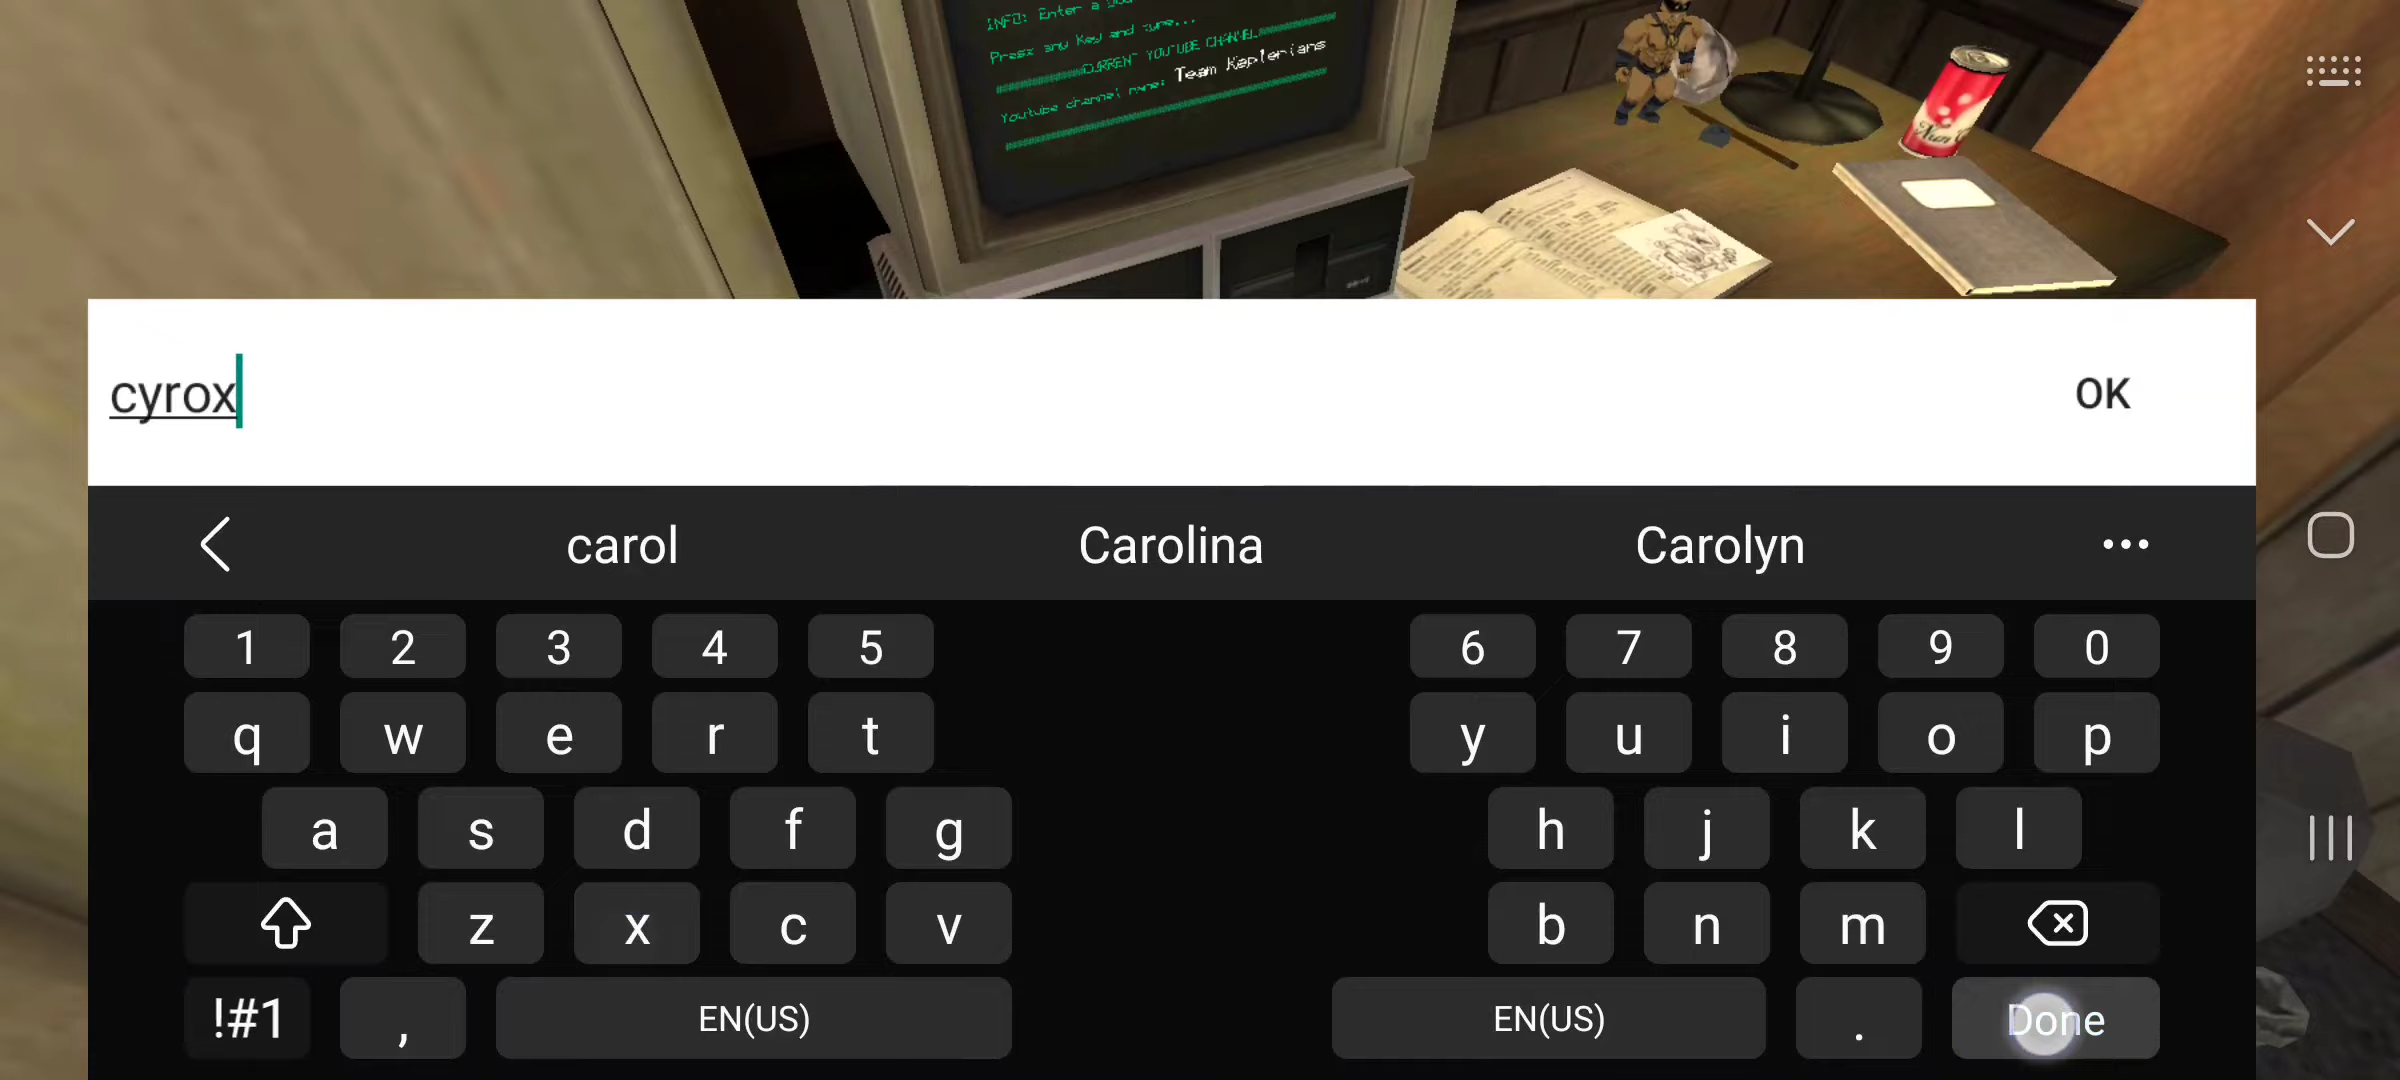 INFO: Enter a
Press any Key and type...
CURRENT YOUTUBE CHANNEL
Youtube channel name: Team Keplerians
cyrox
OK
carol Carolina Carolyn
1 2 3 4 5 6 7 8 9 0
q w e r t y u i o p
a s d f g h j k l
z x c v b n m
!#1 , EN(US) EN(US) . Done